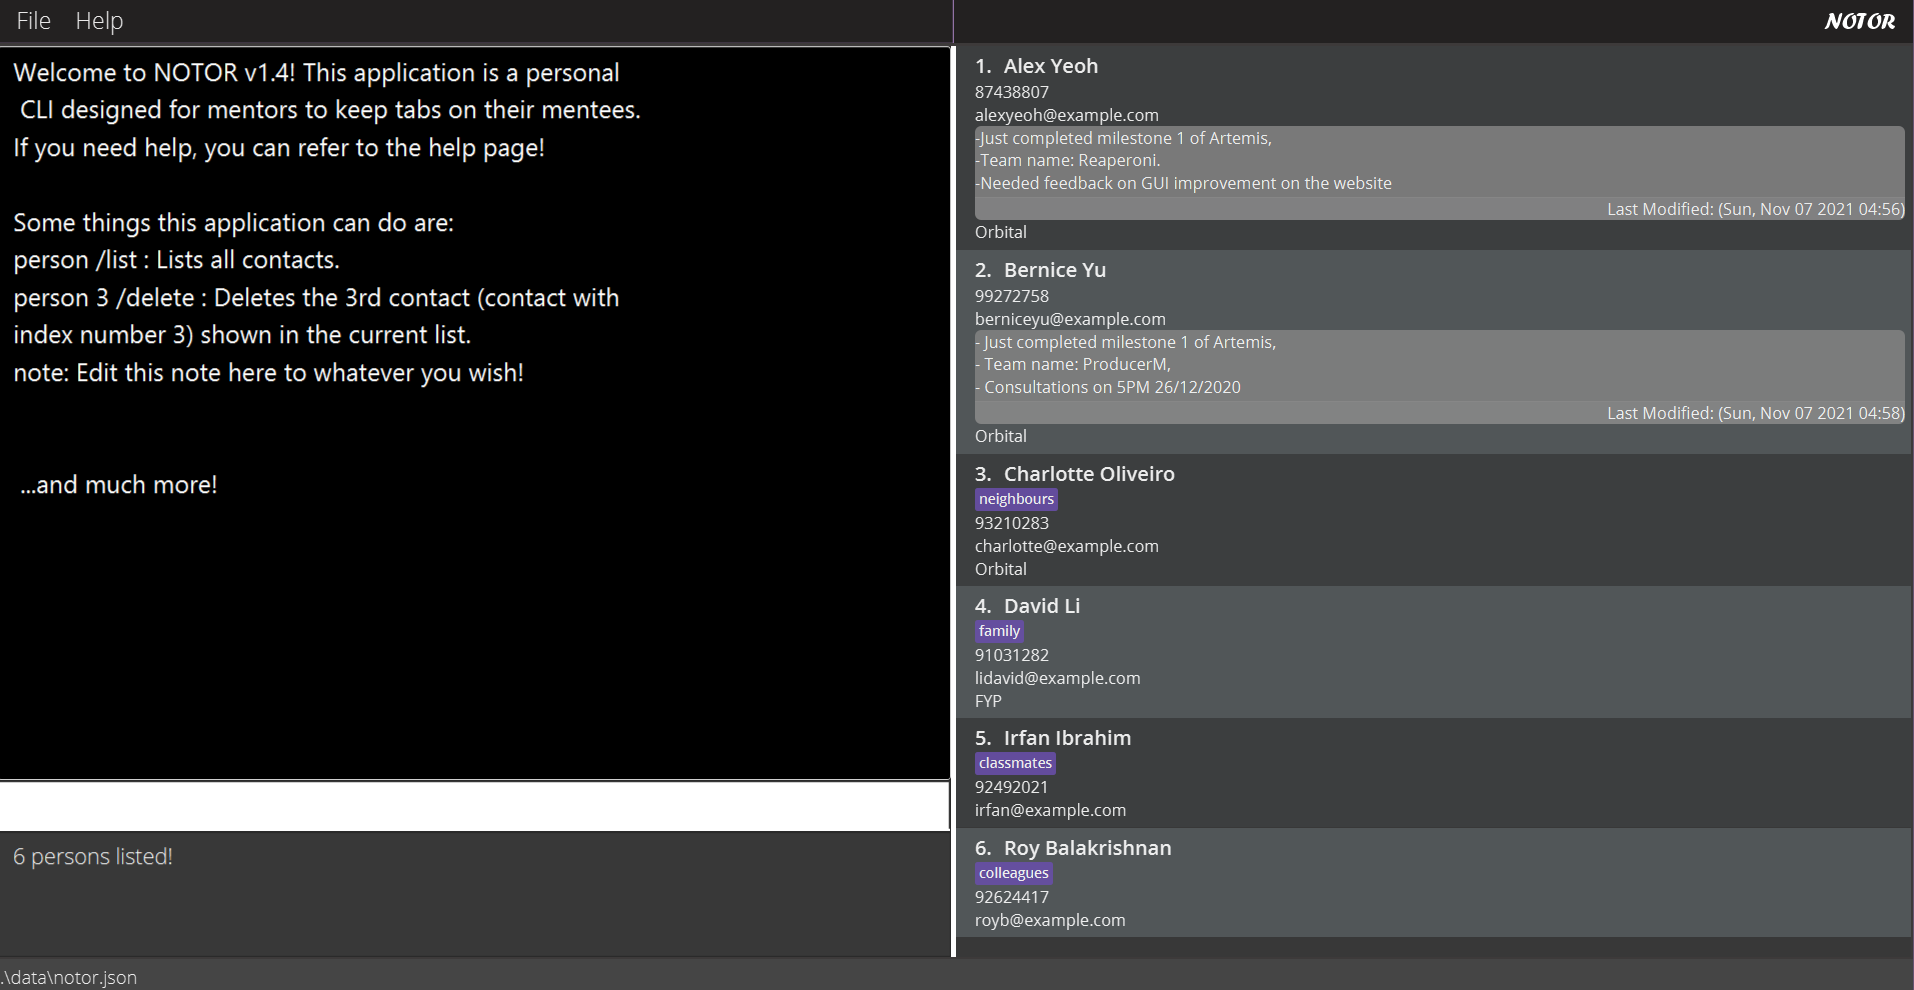 File Help
NOTOR
Welcome to NOTOR v1.4! This application is a personal
CLI designed for mentors to keep tabs on their mentees.
If you need help, you can refer to the help page!
Some things this application can do are:
person /list : Lists all contacts.
person 3 /delete : Deletes the 3rd contact (contact with
index number 3) shown in the current list.
note: Edit this note here to whatever you wish!
...and much more!
6 persons listed!
1. Alex Yeoh
87438807
alexyeoh@example.com
-Just completed milestone 1 of Artemis,
-Team name: Reaperoni.
-Needed feedback on GUI improvement on the website
Last Modified: (Sun, Nov 07 2021 04:56)
Orbital
2. Bernice Yu
99272758
berniceyu@example.com
- Just completed milestone 1 of Artemis,
- Team name: ProducerM,
- Consultations on 5PM 26/12/2020
Last Modified: (Sun, Nov 07 2021 04:58)
Orbital
3. Charlotte Oliveiro
neighbours
93210283
charlotte@example.com
Orbital
4. David Li
family
91031282
lidavid@example.com
FYP
5. Irfan Ibrahim
classmates
92492021
irfan@example.com
6. Roy Balakrishnan
colleagues
92624417
royb@example.com
.\data\notor.json